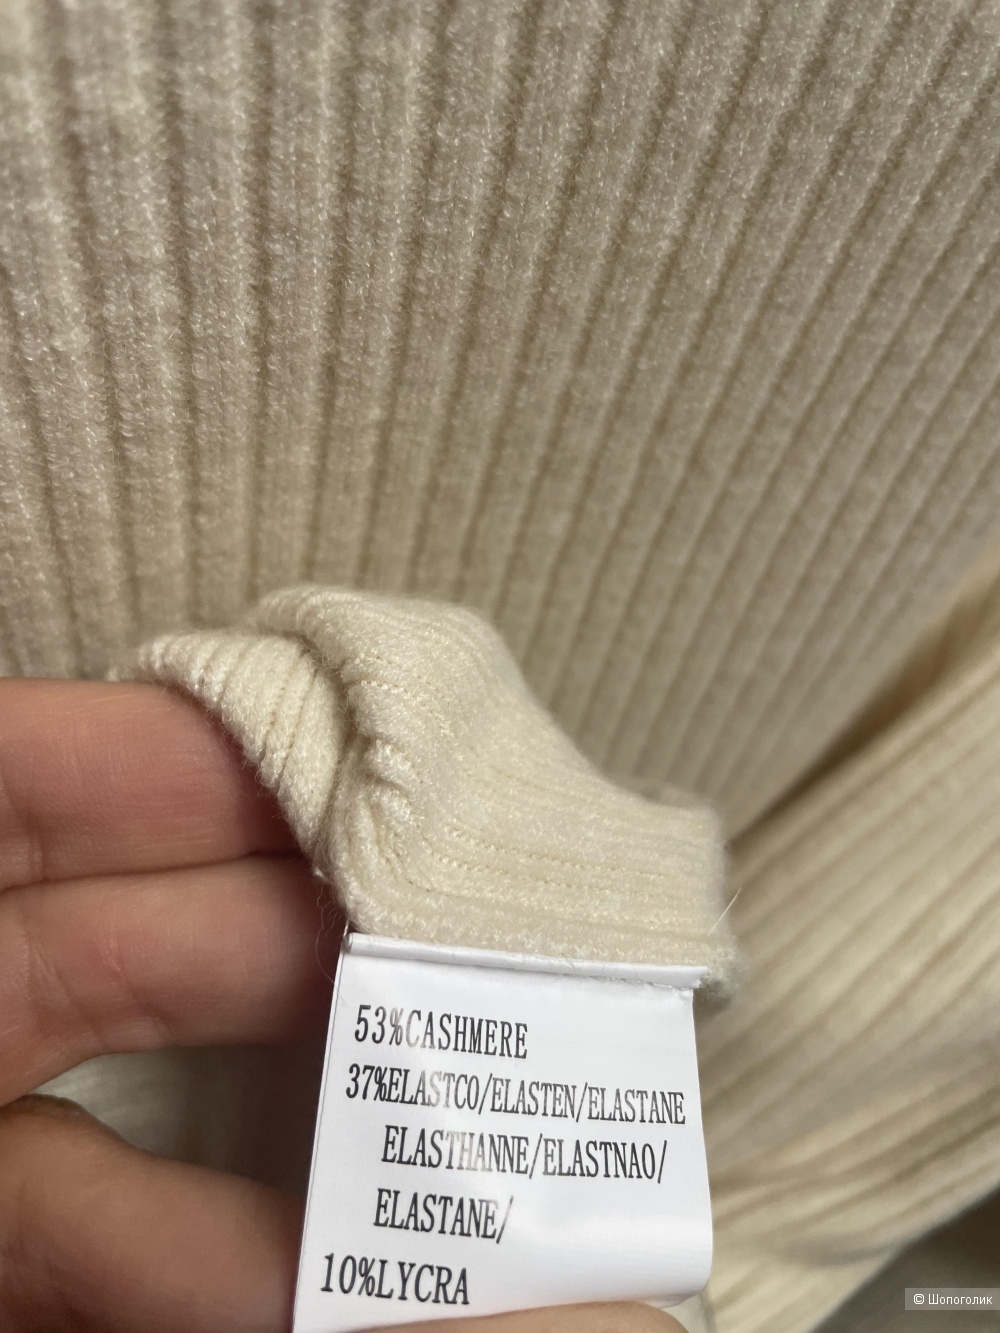 53%CASHMERE
37%ELASTCO/ELASTEN/ELASTANE
ELASTHANNE/ELASTNAO/
ELASTANE/
10%LYCRA
© Шопоголик